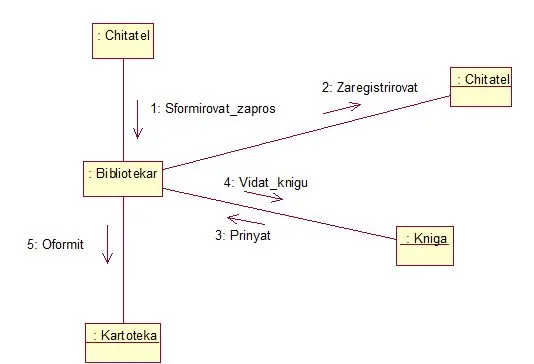 : Chitatel
: Chitatel
2: Zaregistrirovat
1: Sformirovat_zapros
: Bibliotekar
4: Vidat_knigu
3: Prinyat
: Kniga
5: Oformit
: Kartoteka